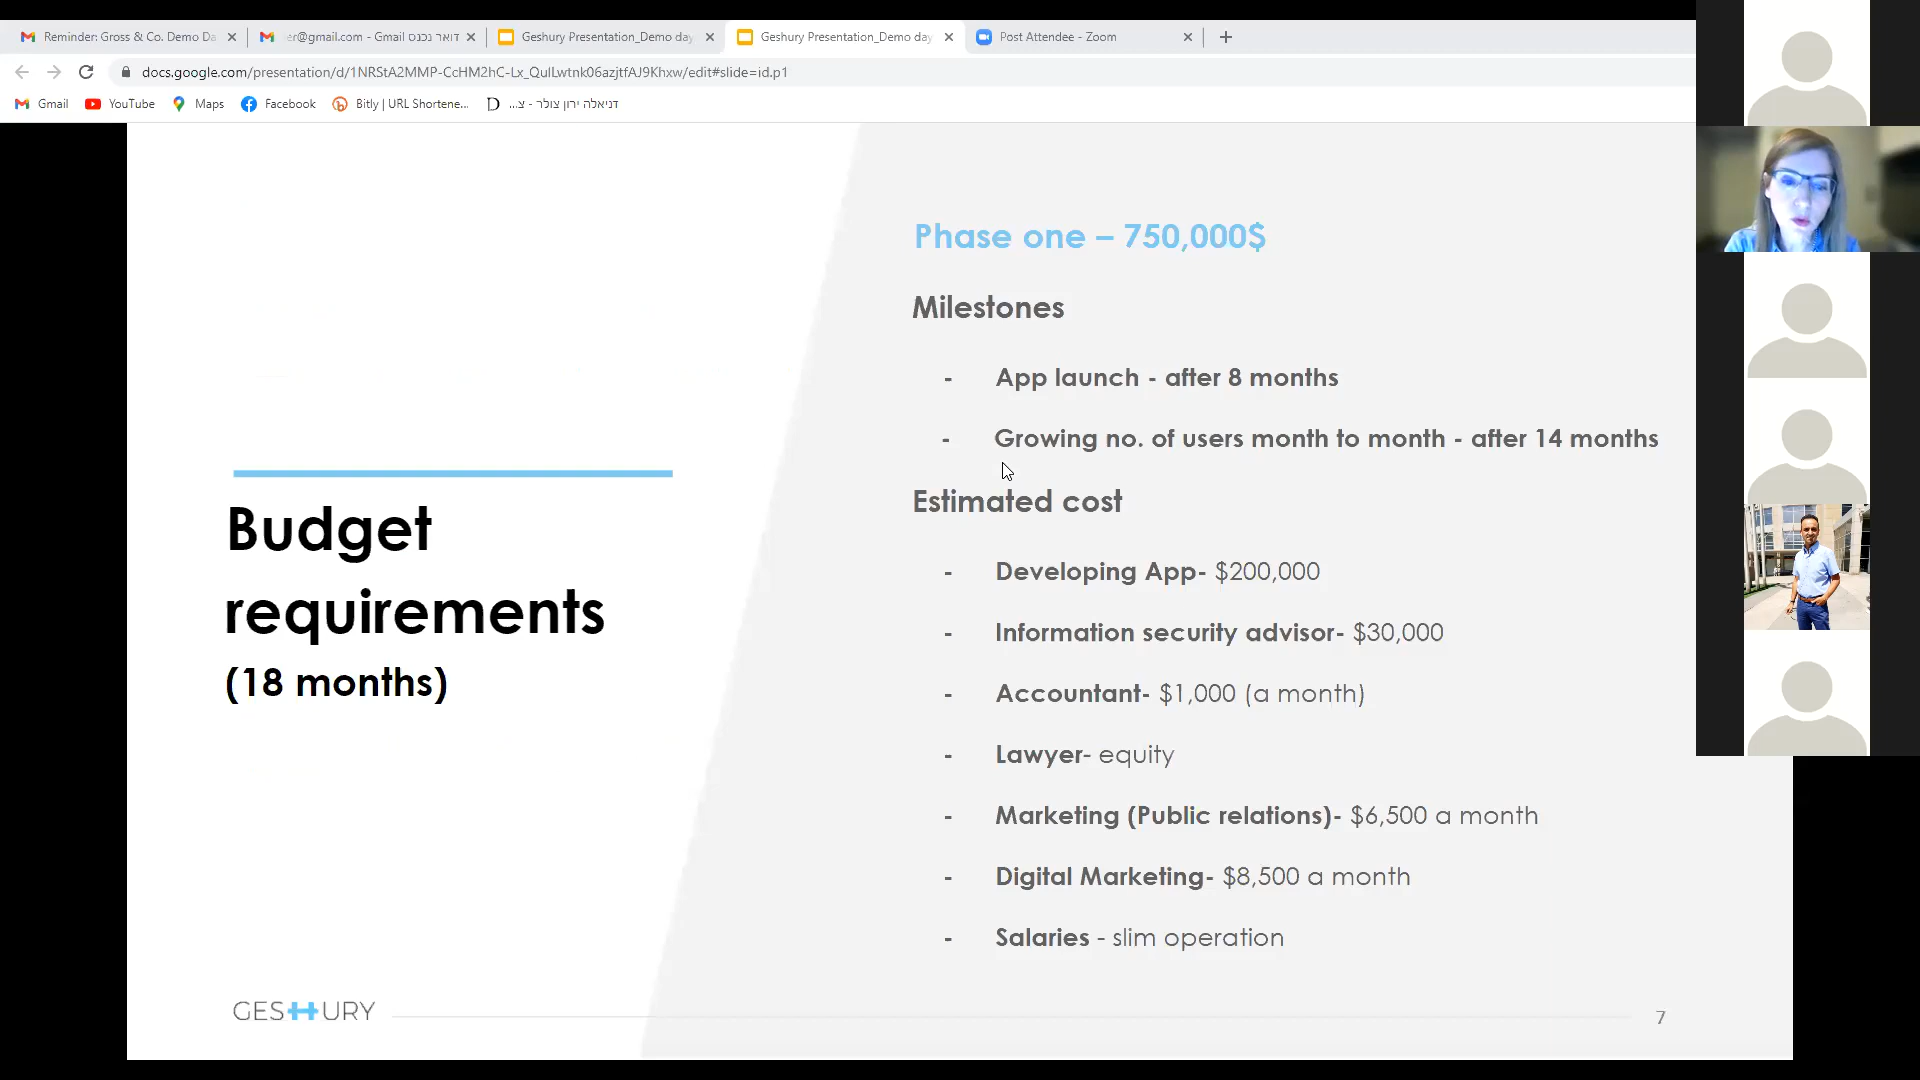 Reminder: Gross & Co. Demo Da
er@gmail.com - Gmail דואר נכנס
Geshury Presentation_Demo day
Geshury Presentation_Demo day
Post Attendee - Zoom
docs.google.com/presentation/d/1NRStA2MMP-CcHM2hC-Lx_QuILwtnk06azjtfAJ9Khxw/edit#slide=id.p1
Gmail
YouTube
Maps
Facebook
Bitly | URL Shortene...
דניאלה ירון צולר - צ...
Phase one – 750,000$
Milestones
- App launch - after 8 months
- Growing no. of users month to month - after 14 months
Estimated cost
- Developing App- $200,000
- Information security advisor- $30,000
- Accountant- $1,000 (a month)
- Lawyer- equity
- Marketing (Public relations)- $6,500 a month
- Digital Marketing- $8,500 a month
- Salaries - slim operation
Budget
requirements
(18 months)
GESHURY
7